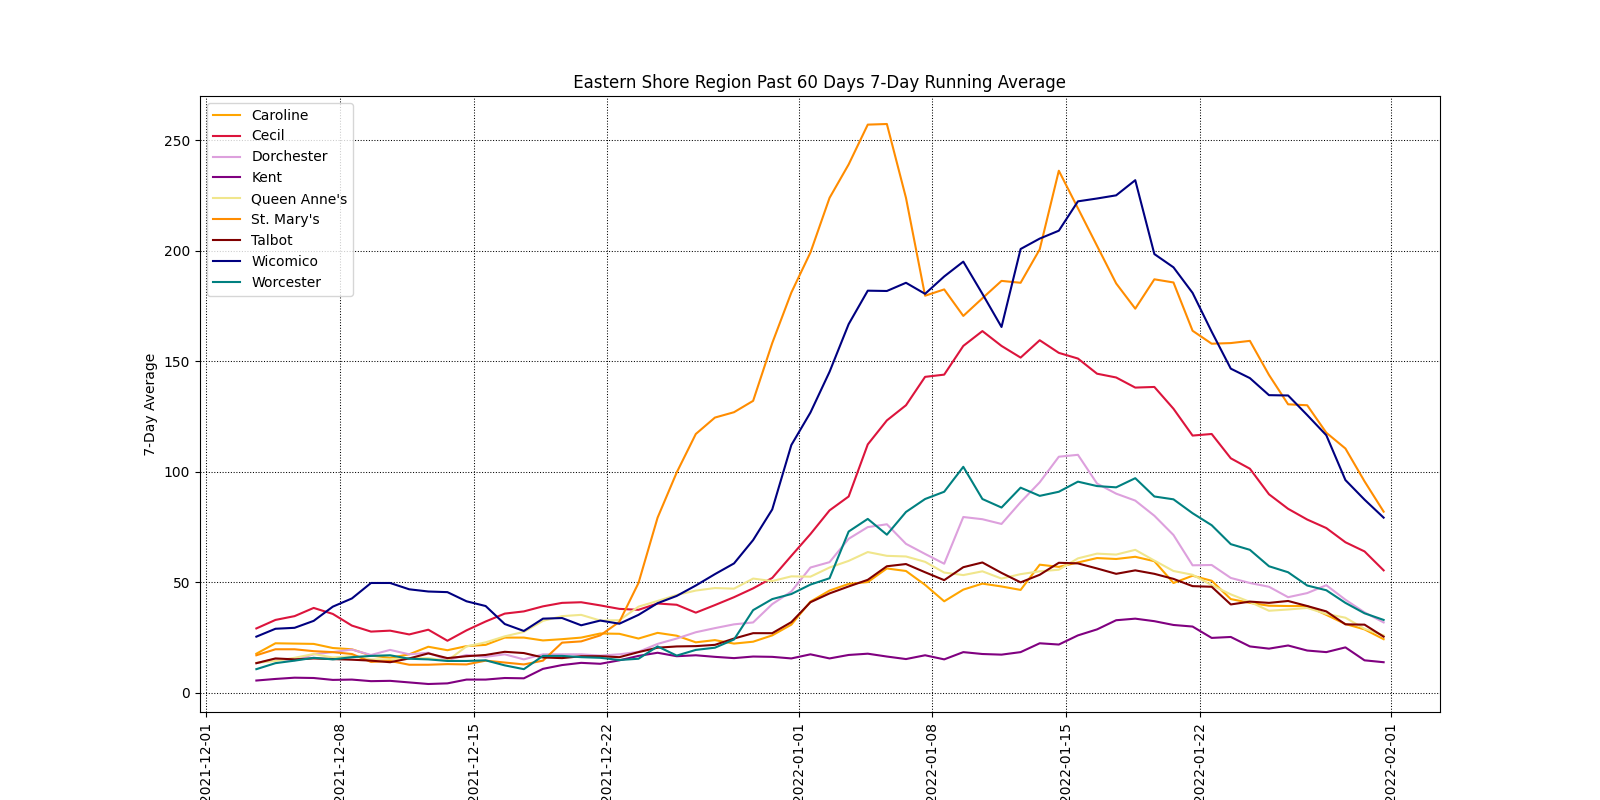 Eastern Shore Region Past 60 Days 7-Day Running Average
Caroline
Cecil
Dorchester
Kent
Queen Anne's
St. Mary's
Talbot
Wicomico
Worcester
250
200
150
100
50
0
7-Day Average
2021-12-01
2021-12-08
2021-12-15
2021-12-22
2022-01-01
2022-01-08
2022-01-15
2022-01-22
2022-02-01